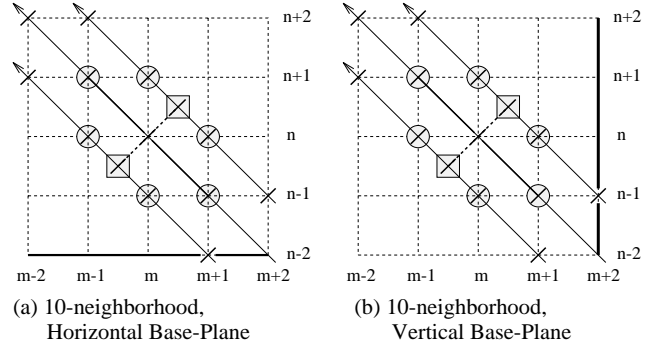 n+2
n+1
n
n-1
n-2
m-2 m-1 m m+1 m+2
(a) 10-neighborhood,
Horizontal Base-Plane
n+2
n+1
n
n-1
n-2
m-2 m-1 m m+1 m+2
(b) 10-neighborhood,
Vertical Base-Plane